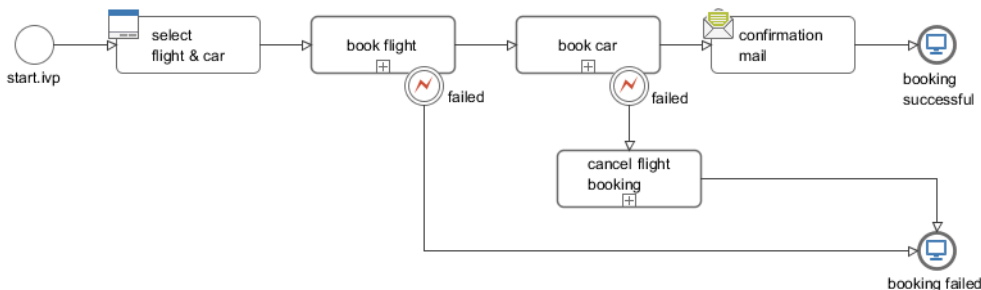 start.ivp
select
flight & car
book flight
failed
book car
failed
confirmation
mail
booking
successful
cancel flight
booking
booking failed